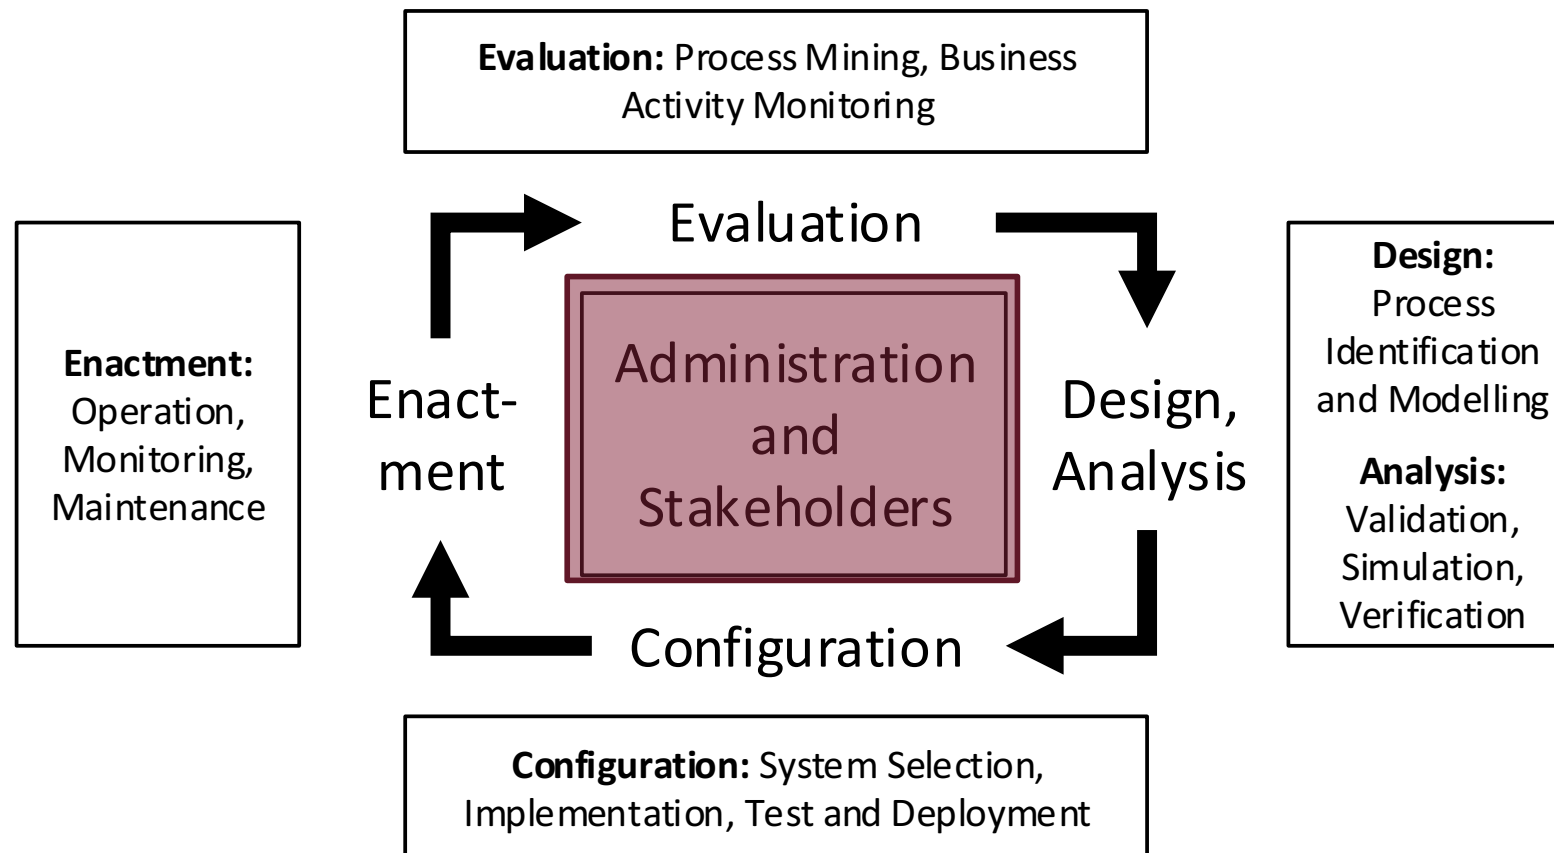 Evaluation: Process Mining, Business
Activity Monitoring
Evaluation
Enactment:
Operation,
Monitoring,
Maintenance
Enact-
ment
Administration
and
Stakeholders
Design,
Analysis
Design:
Process
Identification
and Modelling
Analysis:
Validation,
Simulation,
Verification
Configuration
Configuration: System Selection,
Implementation, Test and Deployment